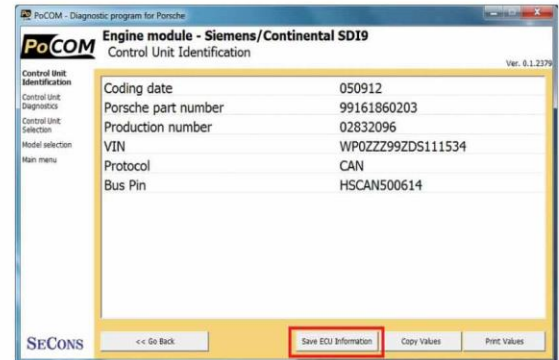 PoCOM - Diagnostic program for Porsche
PoCOM
Engine module - Siemens/Continental SDI9
Control Unit Identification
Ver. 0.1.2379
Control Unit
Identification
Control Unit
Diagnostics
Control Unit
Selection
Model selection
Main menu
Coding date 050912
Porsche part number 99161860203
Production number 02832096
VIN WP0ZZZ99ZDS111534
Protocol CAN
Bus Pin HSCAN500614
SECONS
<< Go Back
Save ECU Information
Copy Values
Print Values